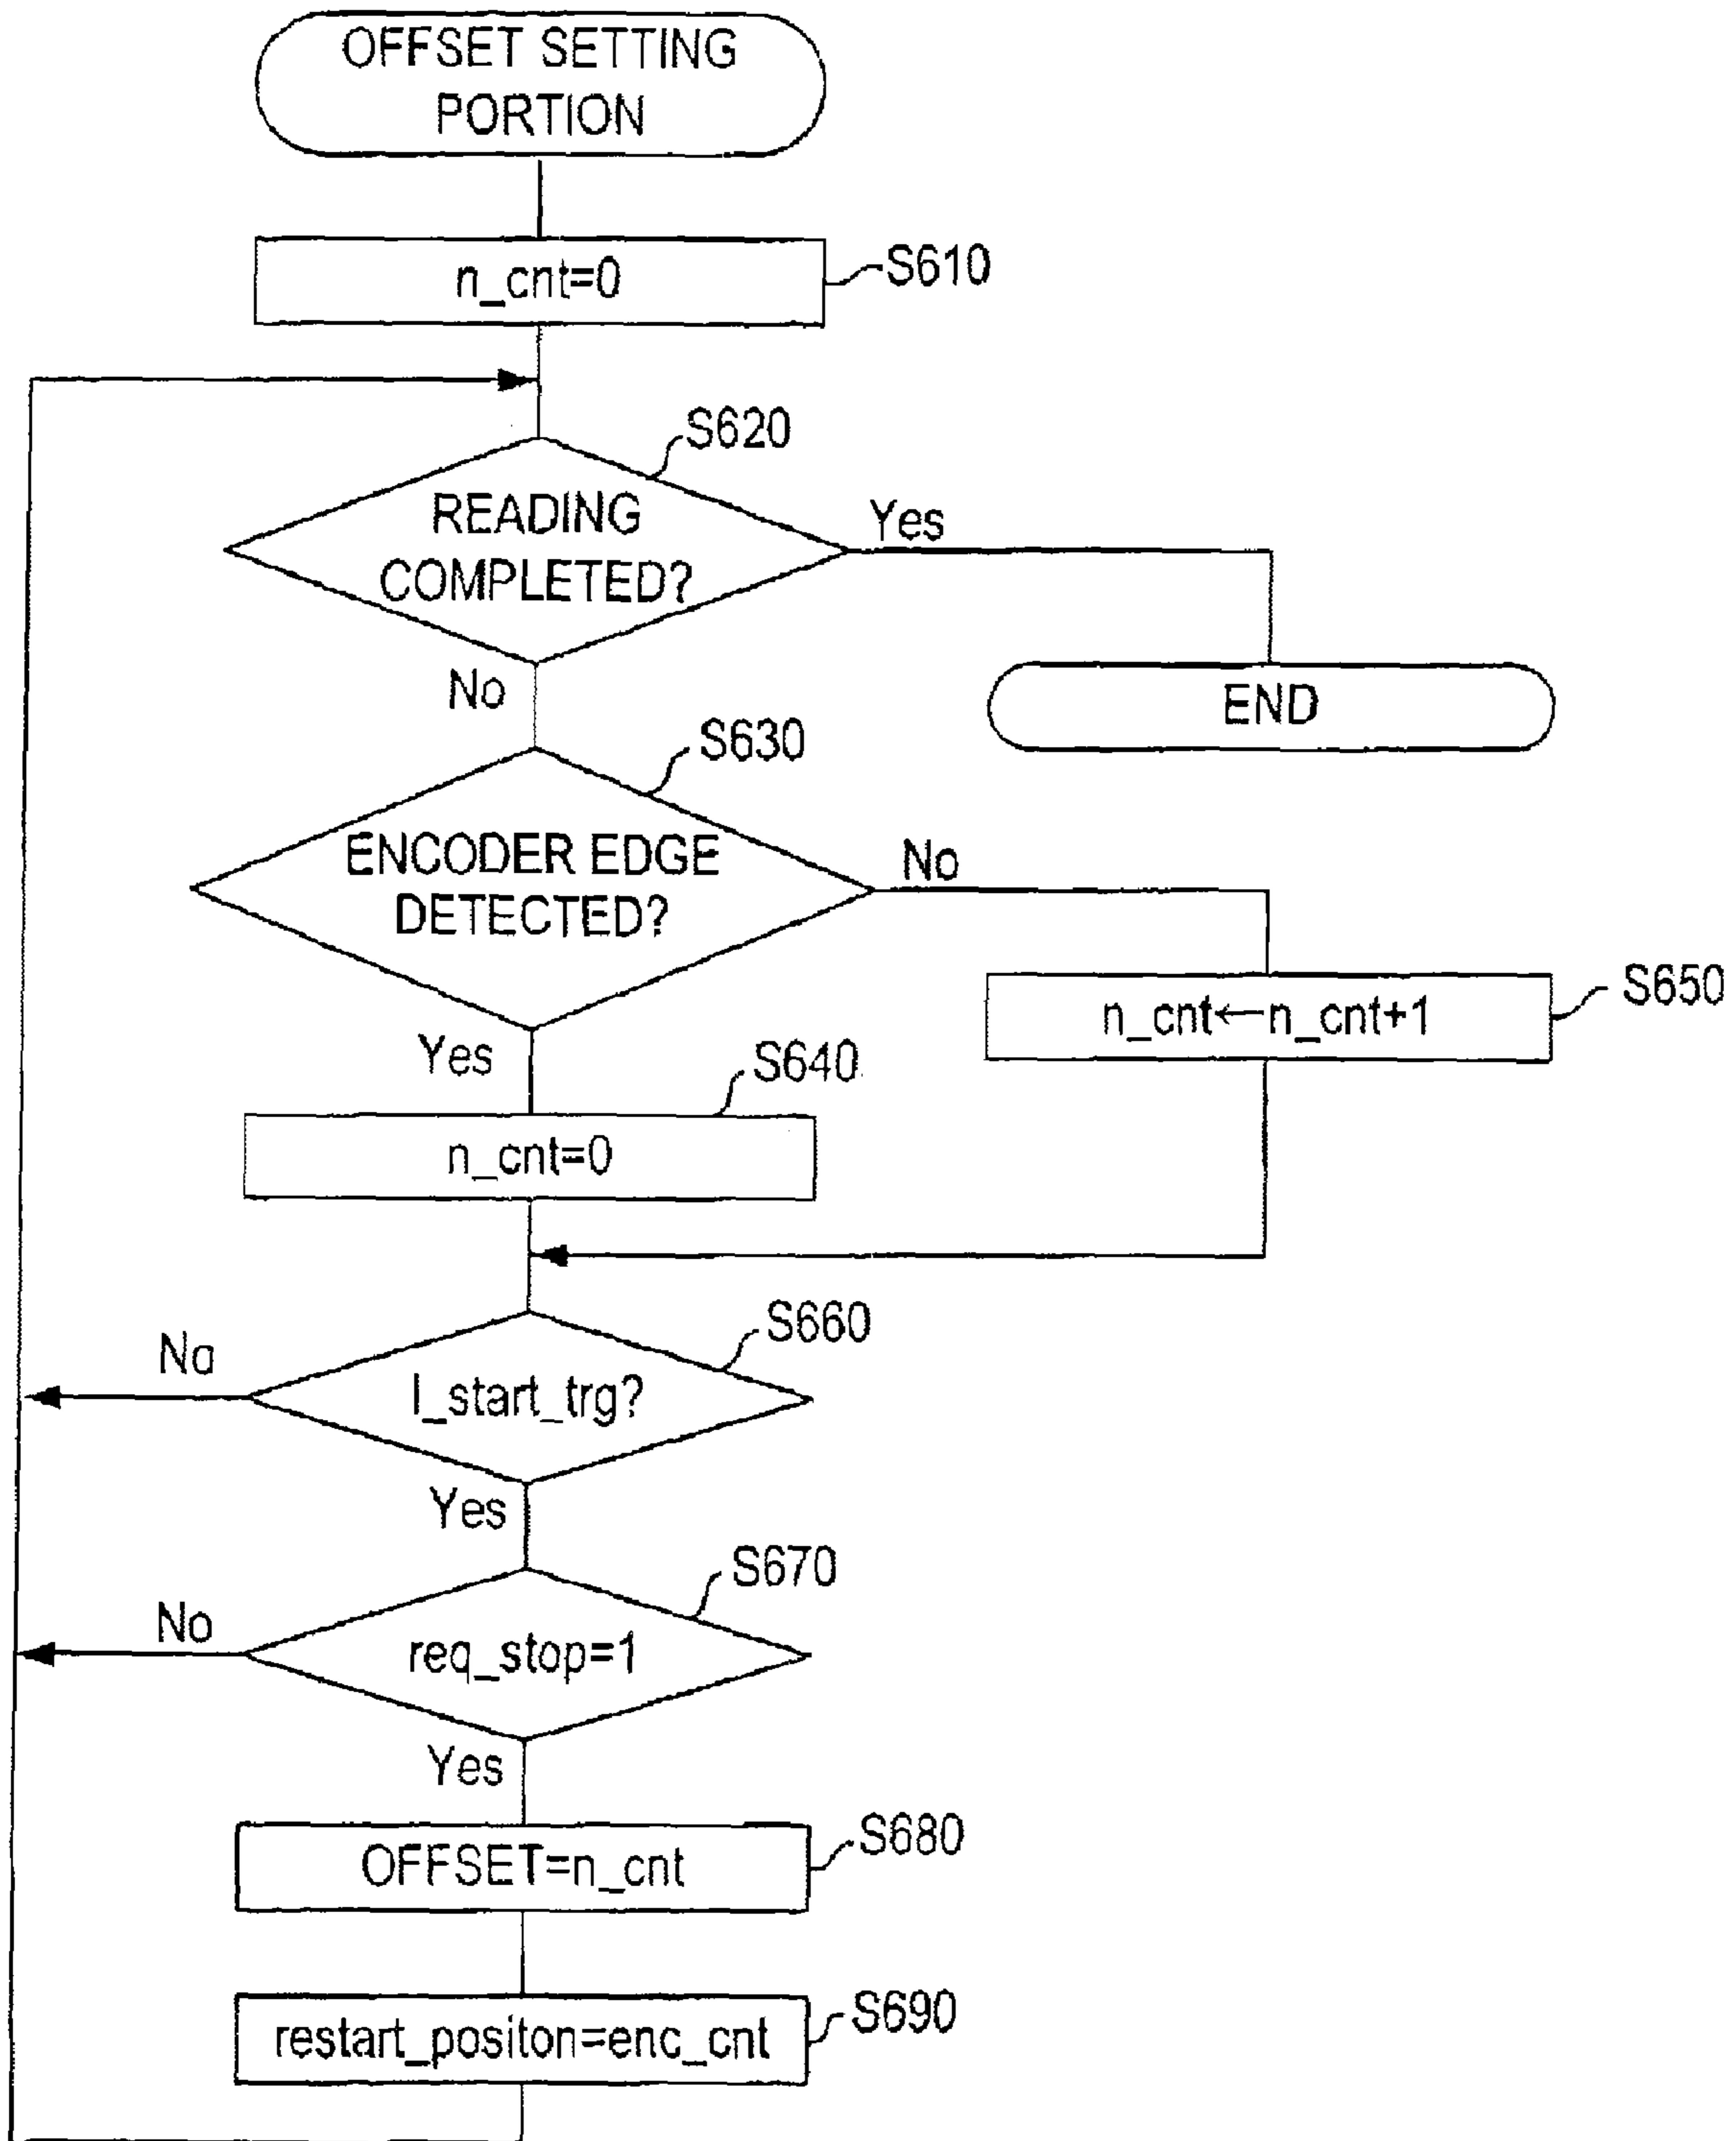 OFFSET SETTING
PORTION
n_cnt=0
S610
S620
READING
COMPLETED?
Yes
No
END
S630
ENCODER EDGE
DETECTED?
No
Yes
S650
n_cnt←n_cnt+1
S640
n_cnt=0
S660
No
l_start_trg?
Yes
S670
No
req_stop=1
Yes
S680
OFFSET=n_cnt
S690
restart_positon=enc_cnt